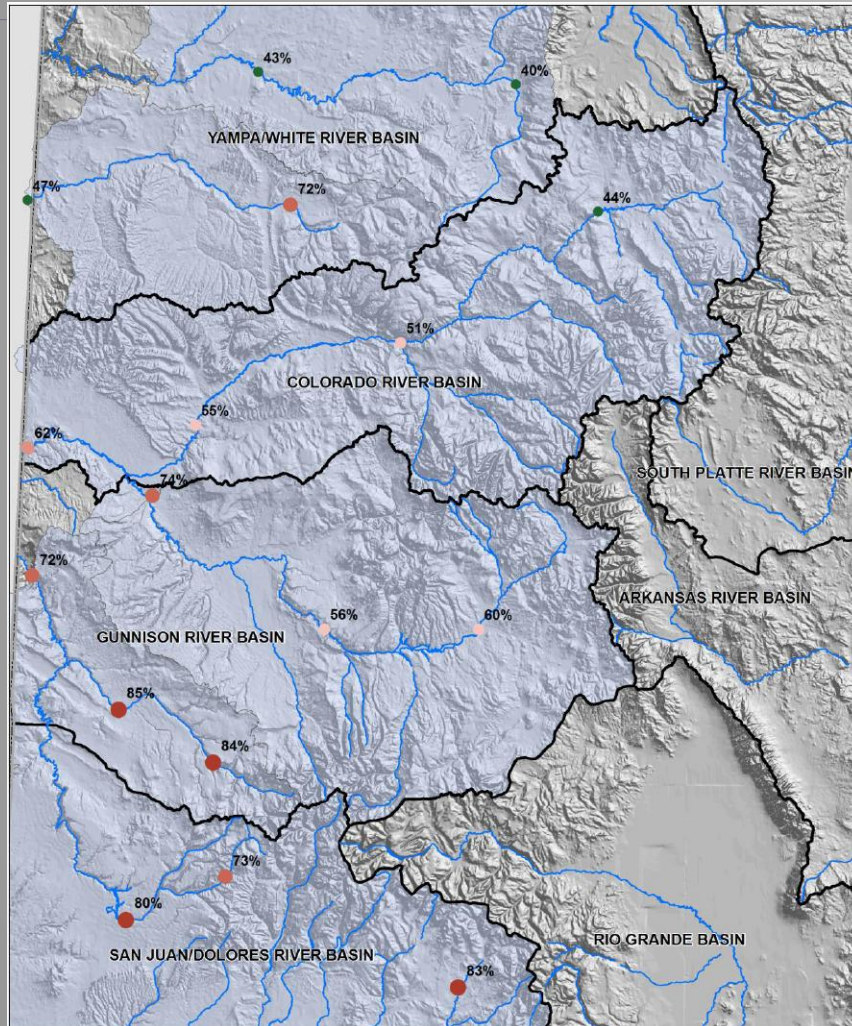 43%
40%
YAMPA/WHITE RIVER BASIN
47%
72%
44%
51%
COLORADO RIVER BASIN
55%
62%
74%
SOUTH PLATTE RIVER BASIN
72%
ARKANSAS RIVER BASIN
56%
60%
GUNNISON RIVER BASIN
85%
84%
73%
80%
RIO GRANDE BASIN
SAN JUAN/DOLORES RIVER BASIN
83%